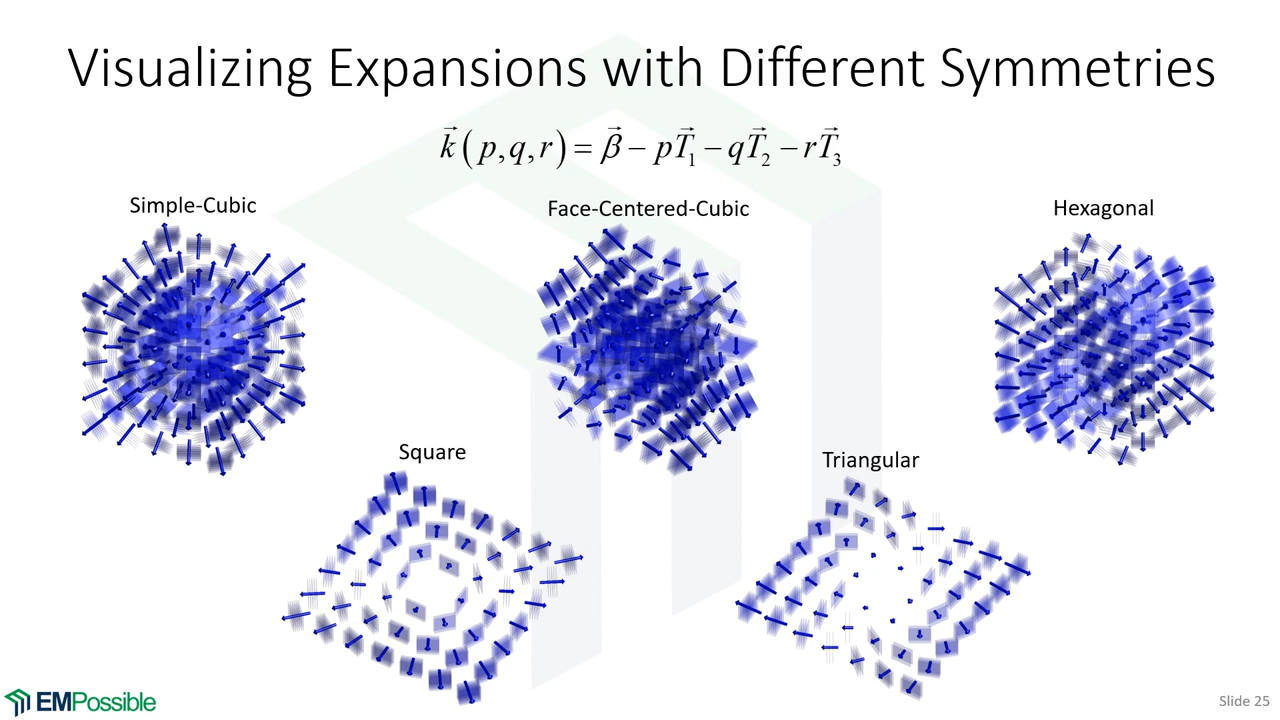 Visualizing Expansions with Different Symmetries
k⃗(p,q,r) = β⃗ − pT⃗₁ − qT⃗₂ − rT⃗₃
Simple-Cubic
Face-Centered-Cubic
Hexagonal
Square
Triangular
EMPossible
Slide 25